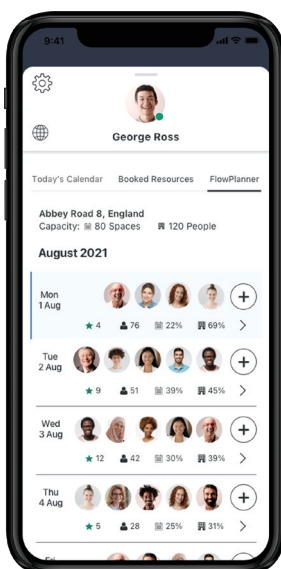 9:41
George Ross
Today's Calendar Booked Resources FlowPlanner
Abbey Road 8, England
Capacity: 80 Spaces 120 People
August 2021
Mon
1 Aug
4 76 22% 69%
Tue
2 Aug
9 51 39% 45%
Wed
3 Aug
12 42 30% 39%
Thu
4 Aug
5 28 25% 31%
Fri